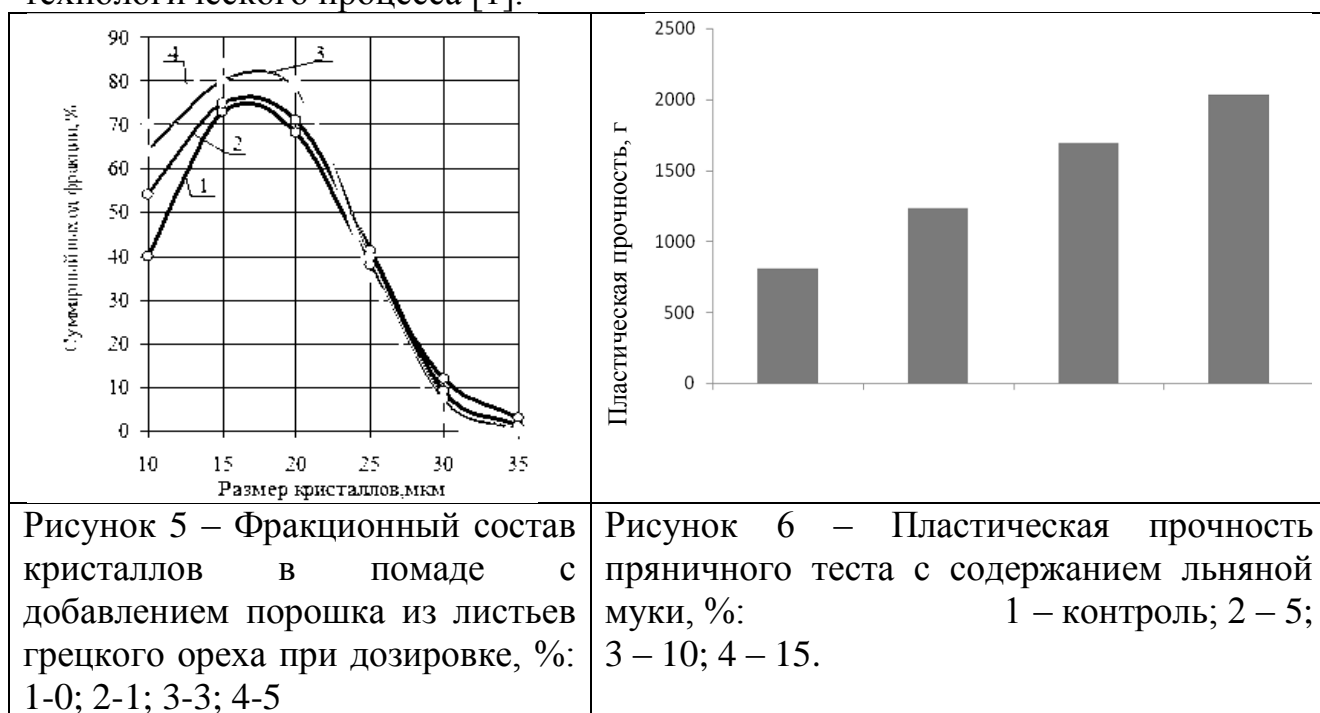 технологического процесса [1].
90
80
70
60
50
40
30
20
10
0
4
3
2
1
10 15 20 25 30 35
Суммарный выход фракции, %
Размер кристаллов, мкм
2500
2000
1500
1000
500
0
Пластическая прочность, г
Рисунок 5 – Фракционный состав
кристаллов в помаде с
добавлением порошка из листьев
грецкого ореха при дозировке, %:
1-0; 2-1; 3-3; 4-5
Рисунок 6 – Пластическая прочность
пряничного теста с содержанием льняной
муки, %: 1 – контроль; 2 – 5;
3 – 10; 4 – 15.